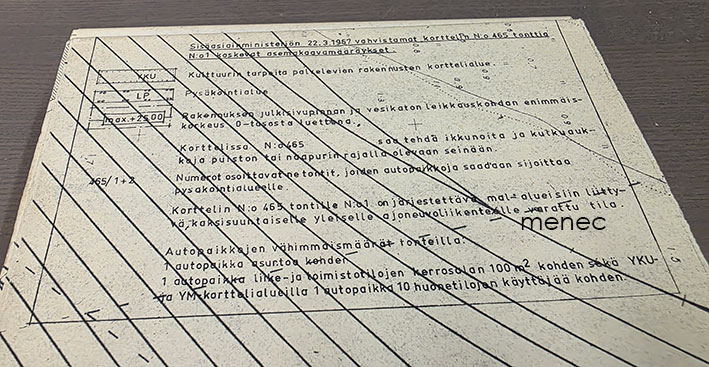 Sisäasiainministeriön 22.3.1967 vahvistamat korttelin N:o 465 tonttia
N:o1 koskevat asemakaavamääräykset.
YKU Kulttuurin tarpeita palvelevien rakennusten korttelialue.
LP Pysäköintialue.
max.+25.00 Rakennuksen julkisivupinnan ja vesikaton leikkauskohdan enimmäis-
korkeus 0-tasosta luettuna.
Korttelissa N:o465 saa tehdä ikkunoita ja kulkuauk-
koja puiston tai naapurin rajalla olevaan seinään.
465/1+2 Numerot osoittavat ne tontit, joiden autopaikkoja saadaan sijoittaa
pysäköintialueelle.
Korttelin N:o 465 tontille N:o1 on järjestettävä alueisiin liitty-
vä, kaksisuuntaiselle yleiselle ajoneuvoliikenteelle varattu tila.
menec
Autopaikkojen vähimmäismäärät tonteilla:
1 autopaikka asuntoa kohden
1 autopaikka liike-ja toimistotilojen kerrosalan 100 m² kohden sekä YKU-
ja YM-korttelialueilla 1 autopaikka 10 huonetilojen käyttäjää kohden.